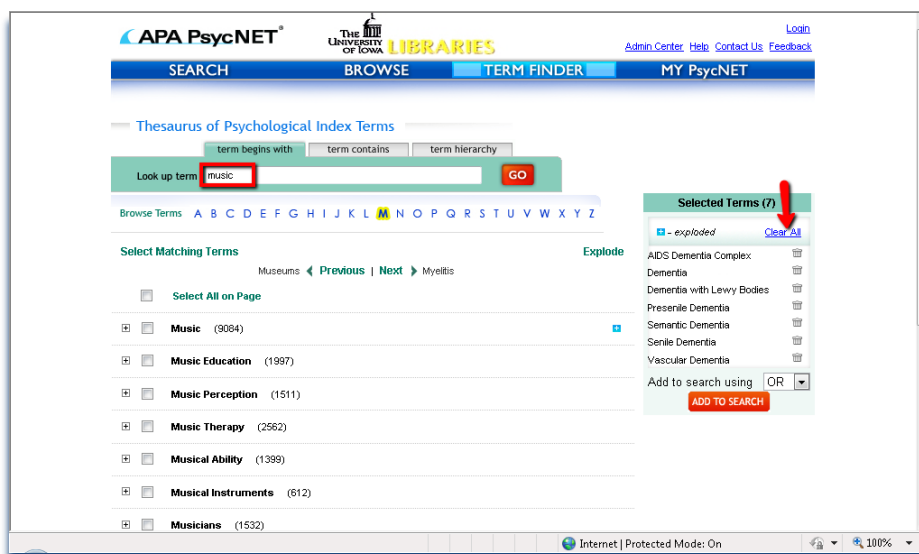 APA PsycNET®
THE UNIVERSITY OF IOWA LIBRARIES
Login
Admin Center Help Contact Us Feedback
SEARCH BROWSE TERM FINDER MY PsycNET
Thesaurus of Psychological Index Terms
term begins with term contains term hierarchy
Look up term music GO
Browse Terms A B C D E F G H I J K L M N O P Q R S T U V W X Y Z
Select Matching Terms Explode
Museums Previous | Next Myelitis
Select All on Page
Music (9084)
Music Education (1997)
Music Perception (1511)
Music Therapy (2562)
Musical Ability (1399)
Musical Instruments (612)
Musicians (1532)
Selected Terms (7)
- exploded Clear All
AIDS Dementia Complex
Dementia
Dementia with Lewy Bodies
Presenile Dementia
Semantic Dementia
Senile Dementia
Vascular Dementia
Add to search using OR
ADD TO SEARCH
Internet | Protected Mode: On 100%